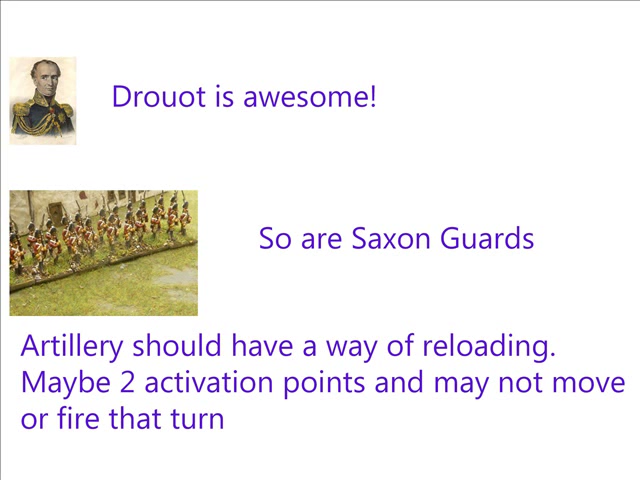 Drouot is awesome!
So are Saxon Guards
Artillery should have a way of reloading.
Maybe 2 activation points and may not move
or fire that turn